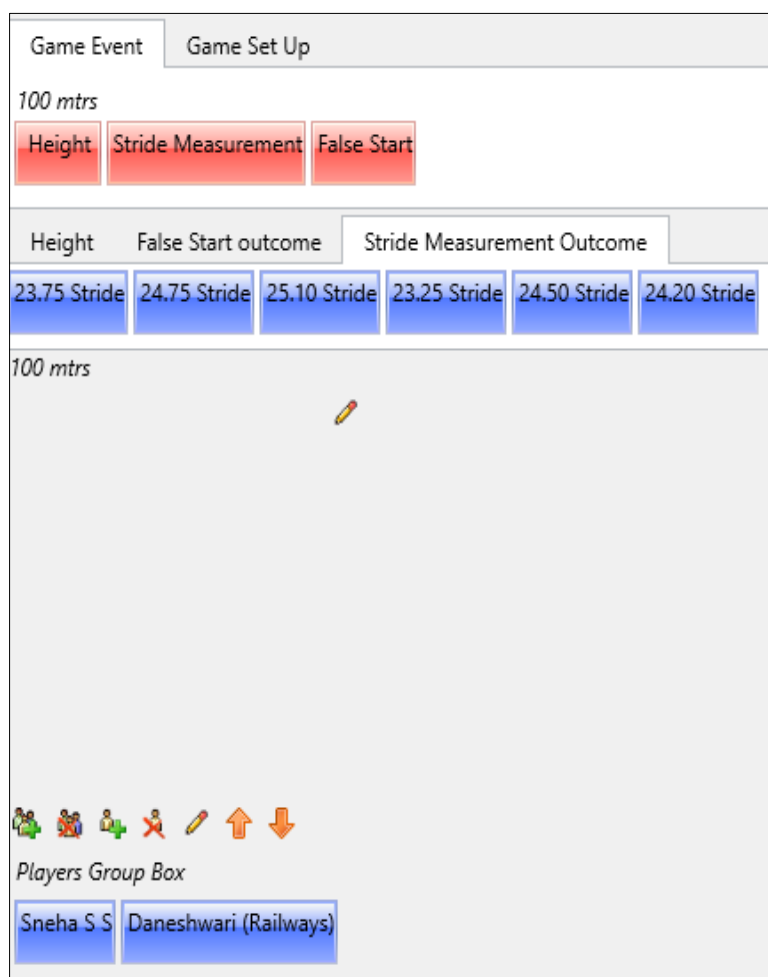 Game Event Game Set Up
100 mtrs
Height Stride Measurement False Start
Height False Start outcome Stride Measurement Outcome
23.75 Stride 24.75 Stride 25.10 Stride 23.25 Stride 24.50 Stride 24.20 Stride
100 mtrs
Players Group Box
Sneha S S Daneshwari (Railways)